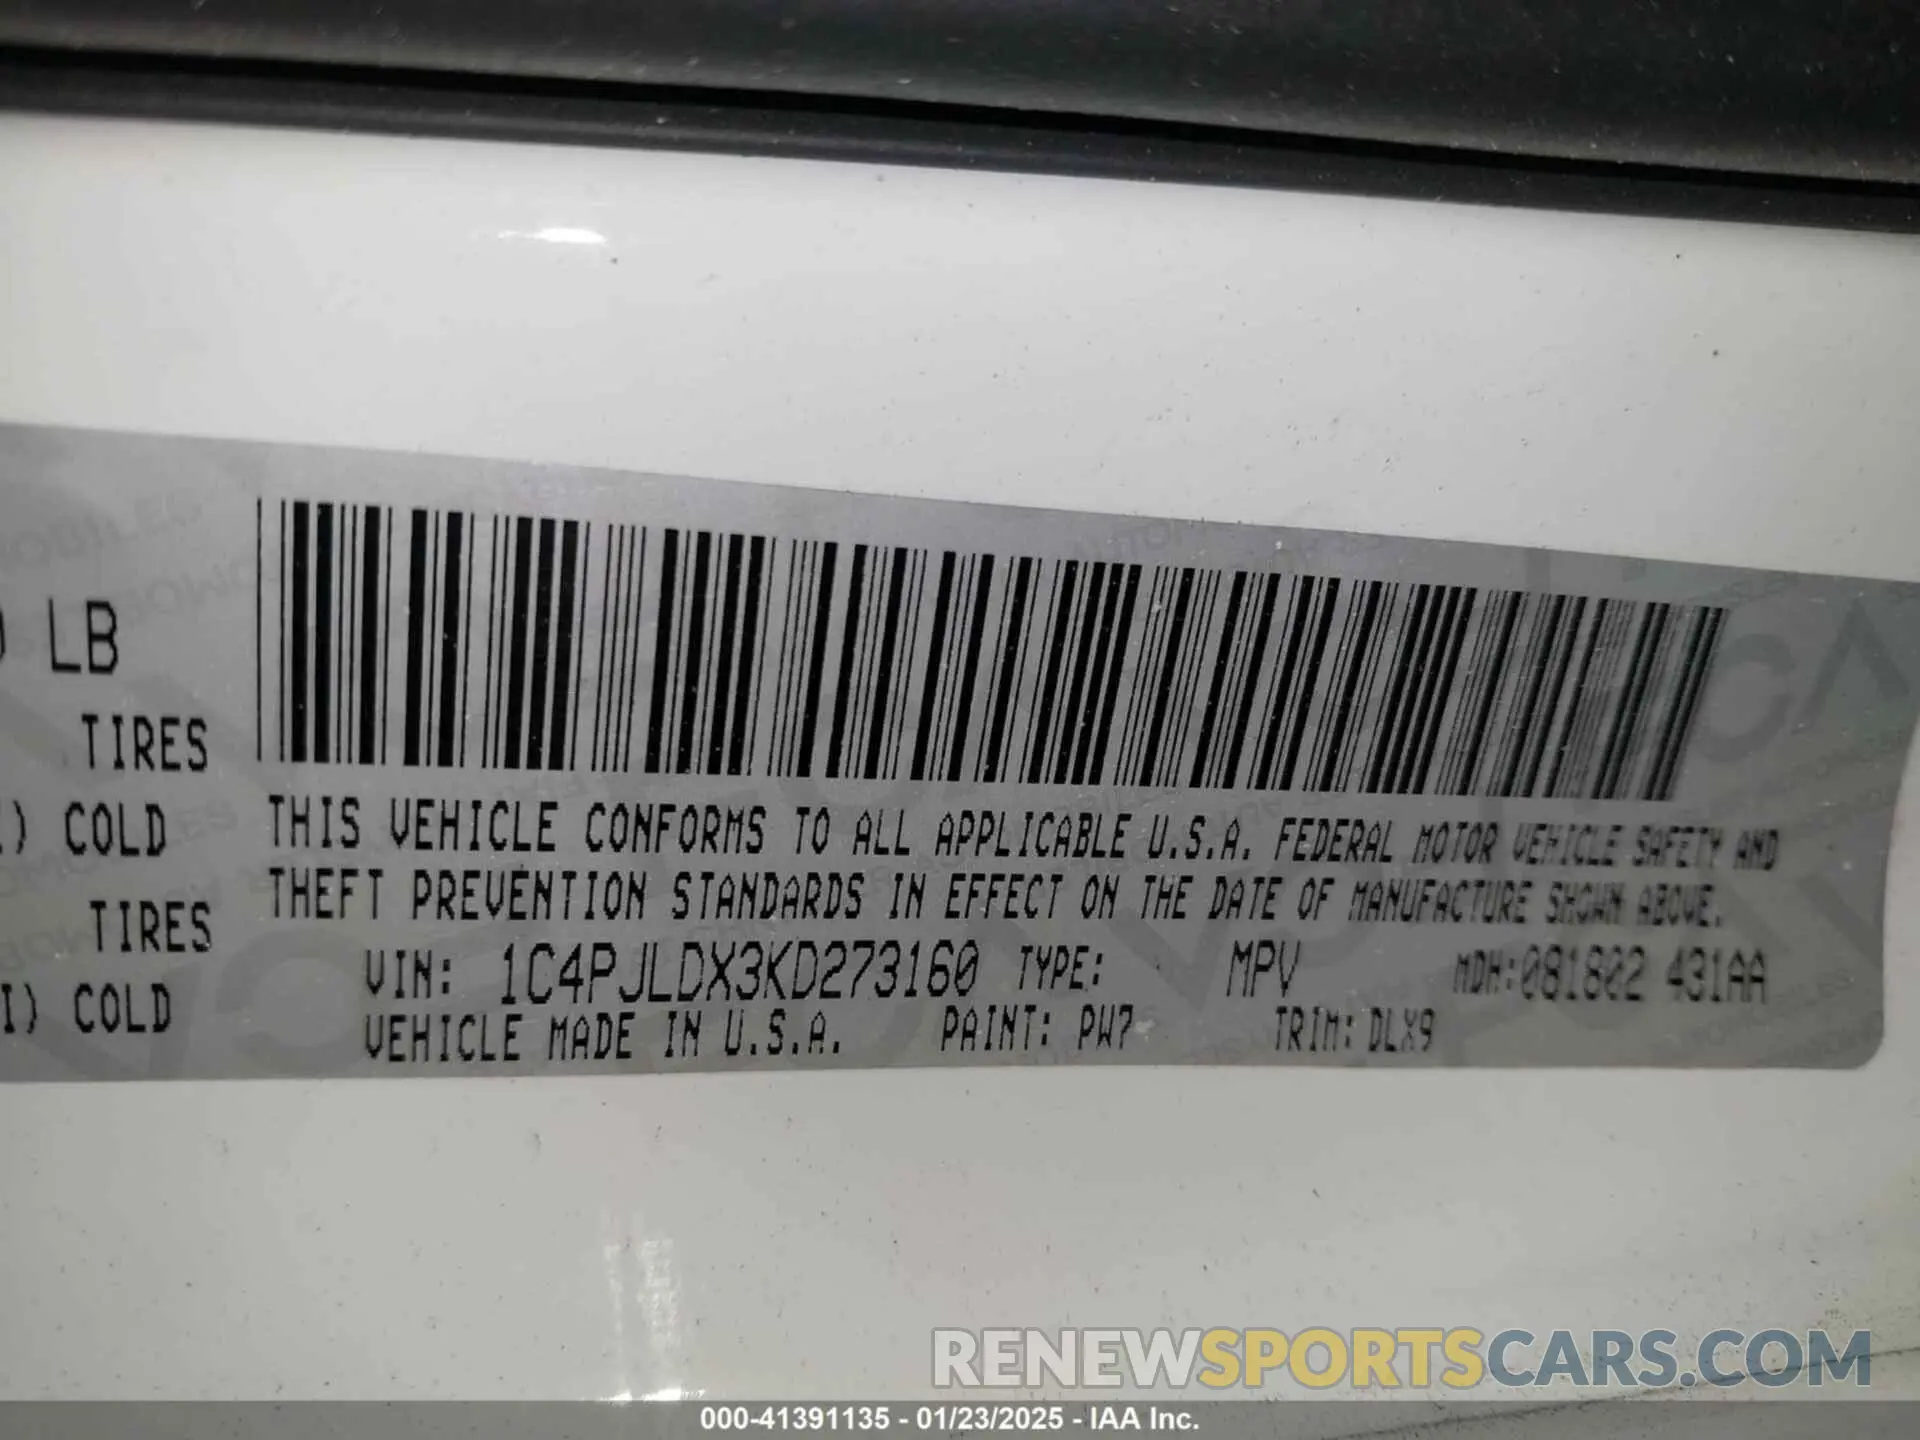 LB
TIRES
) COLD
TIRES
I) COLD
THIS VEHICLE CONFORMS TO ALL APPLICABLE U.S.A. FEDERAL MOTOR VEHICLE SAFETY AND
THEFT PREVENTION STANDARDS IN EFFECT ON THE DATE OF MANUFACTURE SHOWN ABOVE.
VIN: 1C4PJLDX3KD273160 TYPE: MPV MDH:081802 431AA
VEHICLE MADE IN U.S.A. PAINT: PW7 TRIM: DLX9
RENEWSPORTSCARS.COM
000-41391135 - 01/23/2025 - IAA Inc.